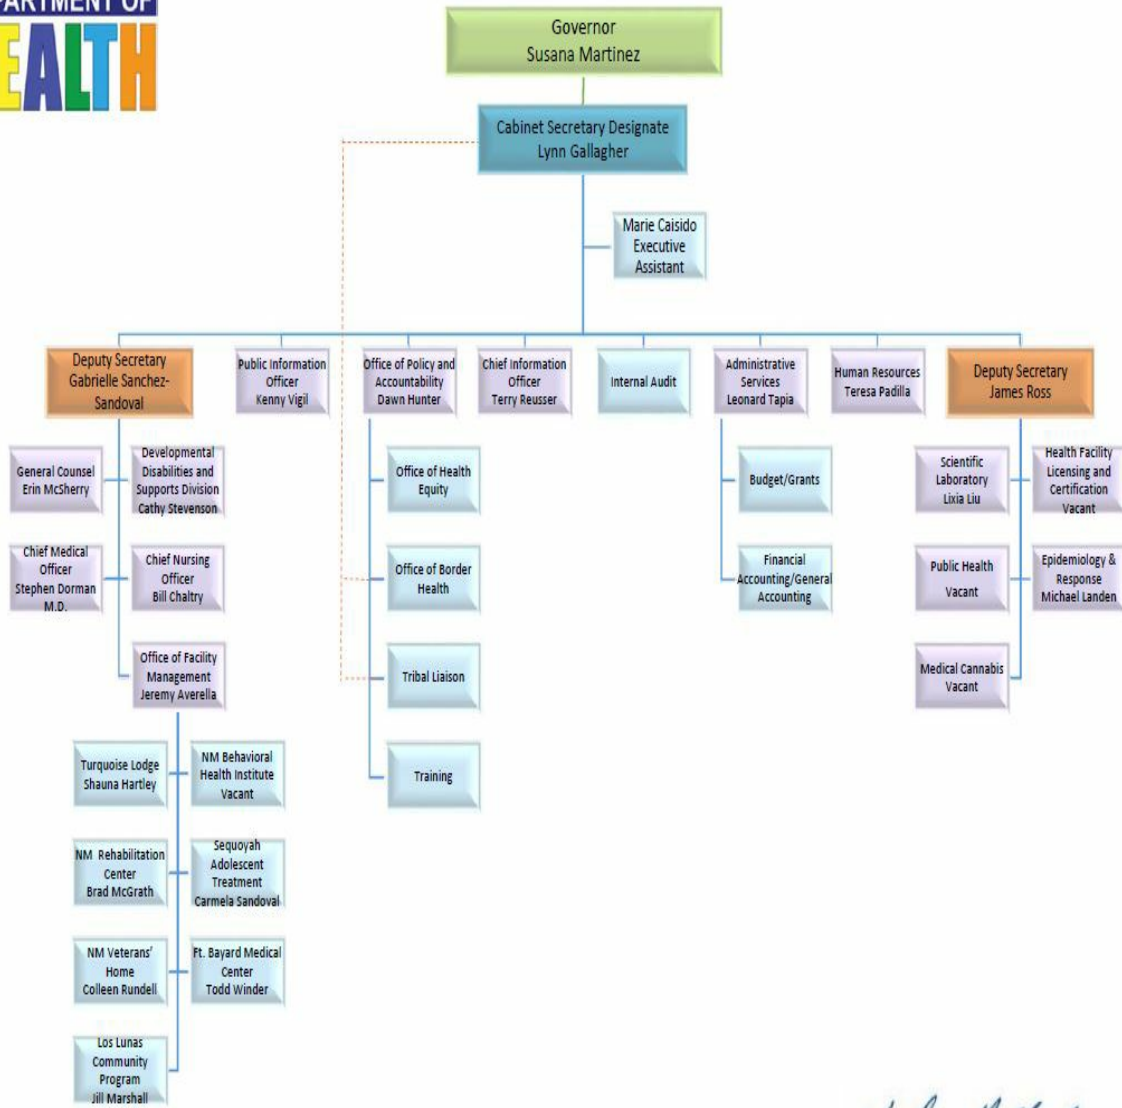 DEPARTMENT OF
HEALTH
Governor
Susana Martinez
Cabinet Secretary Designate
Lynn Gallagher
Marie Caisido
Executive
Assistant
Deputy Secretary
Gabrielle Sanchez-
Sandoval
Public Information
Officer
Kenny Vigil
Office of Policy and
Accountability
Dawn Hunter
Chief Information
Officer
Terry Reusser
Internal Audit
Administrative
Services
Leonard Tapia
Human Resources
Teresa Padilla
Deputy Secretary
James Ross
General Counsel
Erin McSherry
Developmental
Disabilities and
Supports Division
Cathy Stevenson
Office of Health
Equity
Budget/Grants
Scientific
Laboratory
Lixia Liu
Health Facility
Licensing and
Certification
Vacant
Chief Medical
Officer
Stephen Dorman
M.D.
Chief Nursing
Officer
Bill Chaltry
Office of Border
Health
Financial
Accounting/General
Accounting
Public Health
Vacant
Epidemiology &
Response
Michael Landen
Office of Facility
Management
Jeremy Averella
Tribal Liaison
Medical Cannabis
Vacant
Turquoise Lodge
Shauna Hartley
NM Behavioral
Health Institute
Vacant
Training
NM Rehabilitation
Center
Brad McGrath
Sequoyah
Adolescent
Treatment
Carmela Sandoval
NM Veterans’
Home
Colleen Rundell
Ft. Bayard Medical
Center
Todd Winder
Los Lunas
Community
Program
Jill Marshall